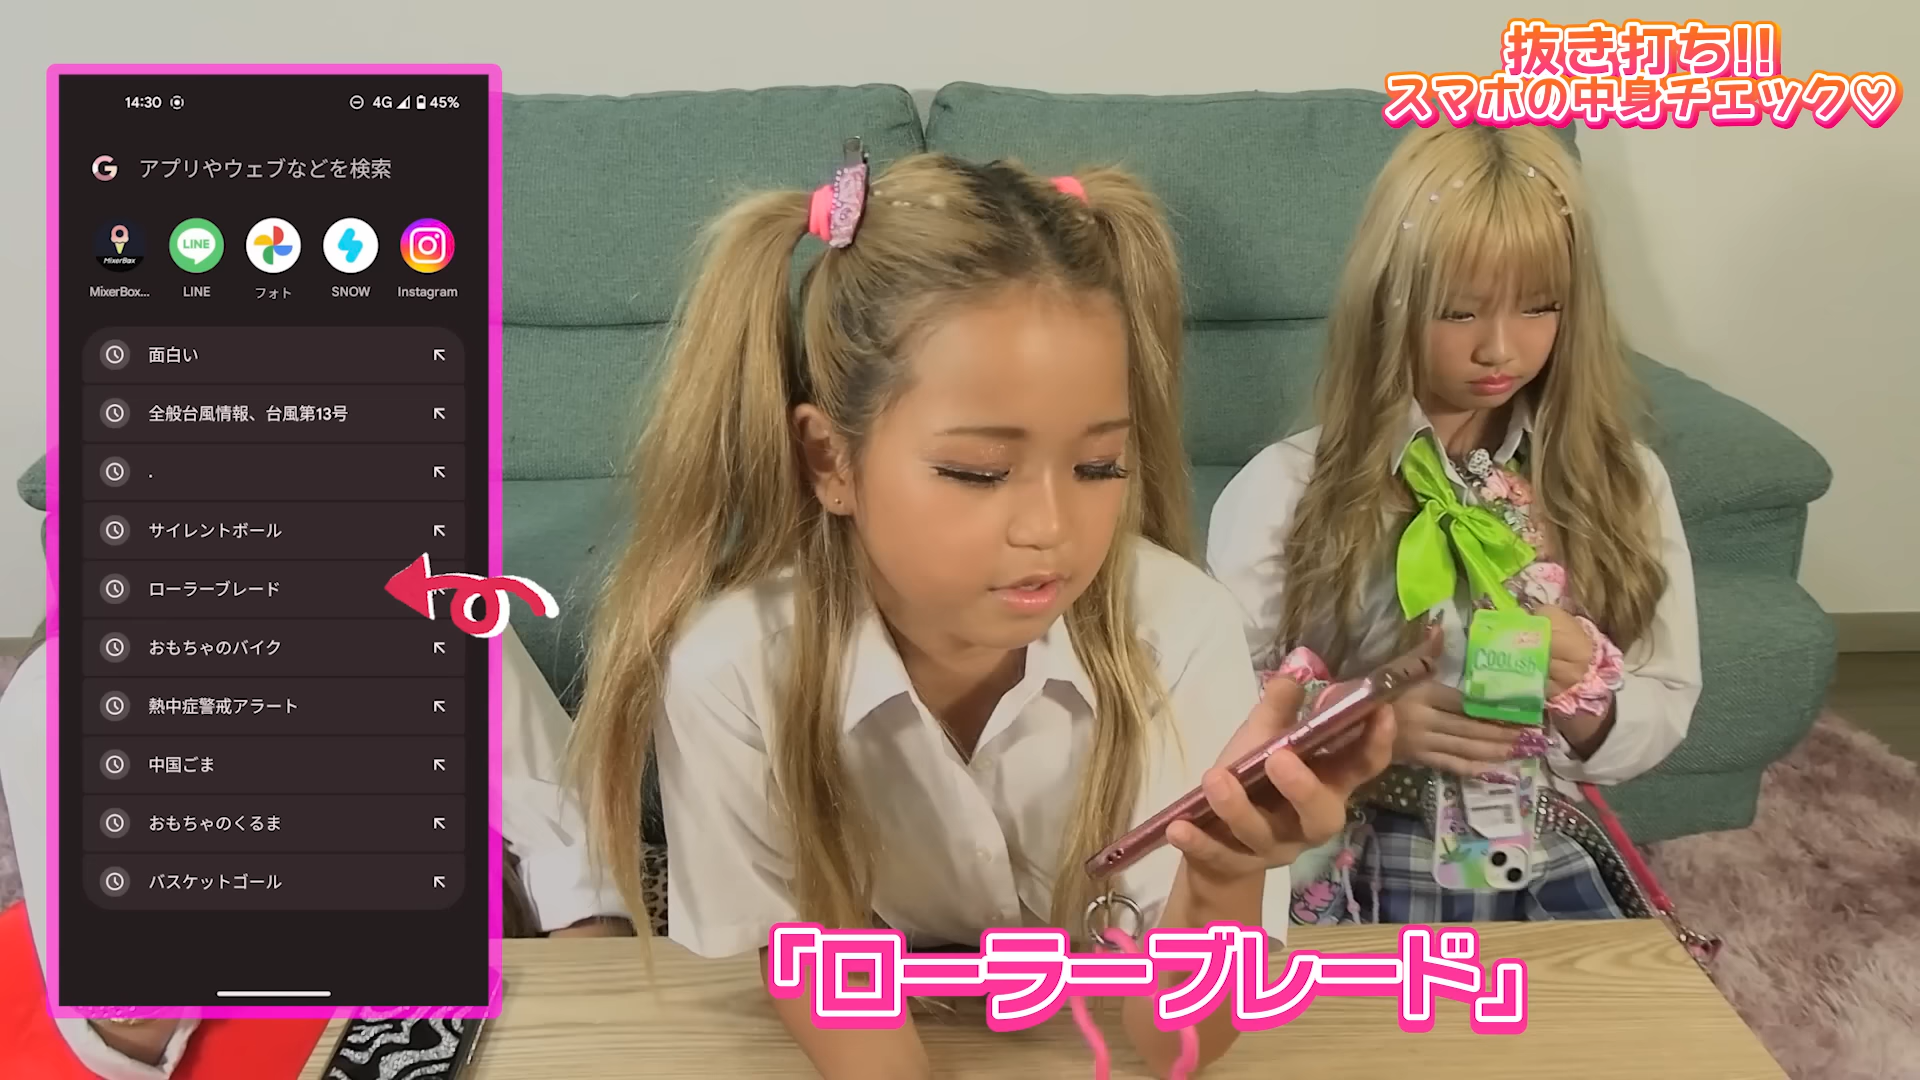 抜き打ち!!
スマホの中身チェック♡
14:30 4G 45%
アプリやウェブなどを検索
MixerBox
LINE
MixerBox... LINE フォト SNOW Instagram
面白い
全般台風情報、台風第13号
.
サイレントボール
ローラーブレード
おもちゃのバイク
熱中症警戒アラート
中国ごま
おもちゃのくるま
バスケットゴール
COOLish
「ローラーブレード」